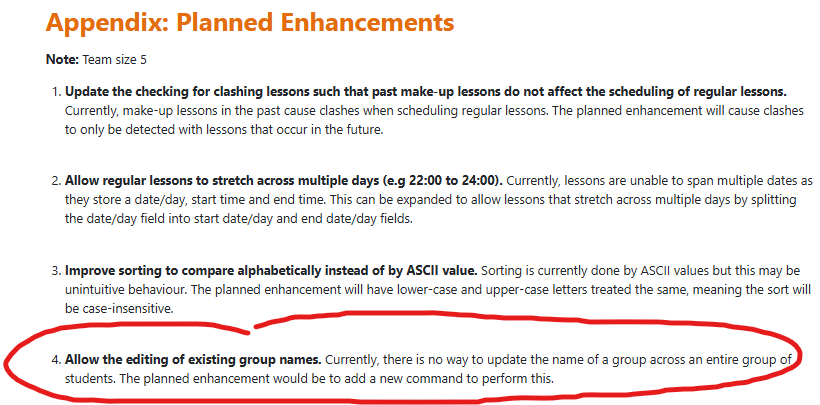 Appendix: Planned Enhancements
Note: Team size 5
1. Update the checking for clashing lessons such that past make-up lessons do not affect the scheduling of regular lessons.
Currently, make-up lessons in the past cause clashes when scheduling regular lessons. The planned enhancement will cause clashes
to only be detected with lessons that occur in the future.
2. Allow regular lessons to stretch across multiple days (e.g 22:00 to 24:00). Currently, lessons are unable to span multiple dates as
they store a date/day, start time and end time. This can be expanded to allow lessons that stretch across multiple days by splitting
the date/day field into start date/day and end date/day fields.
3. Improve sorting to compare alphabetically instead of by ASCII value. Sorting is currently done by ASCII values but this may be
unintuitive behaviour. The planned enhancement will have lower-case and upper-case letters treated the same, meaning the sort will
be case-insensitive.
4. Allow the editing of existing group names. Currently, there is no way to update the name of a group across an entire group of
students. The planned enhancement would be to add a new command to perform this.